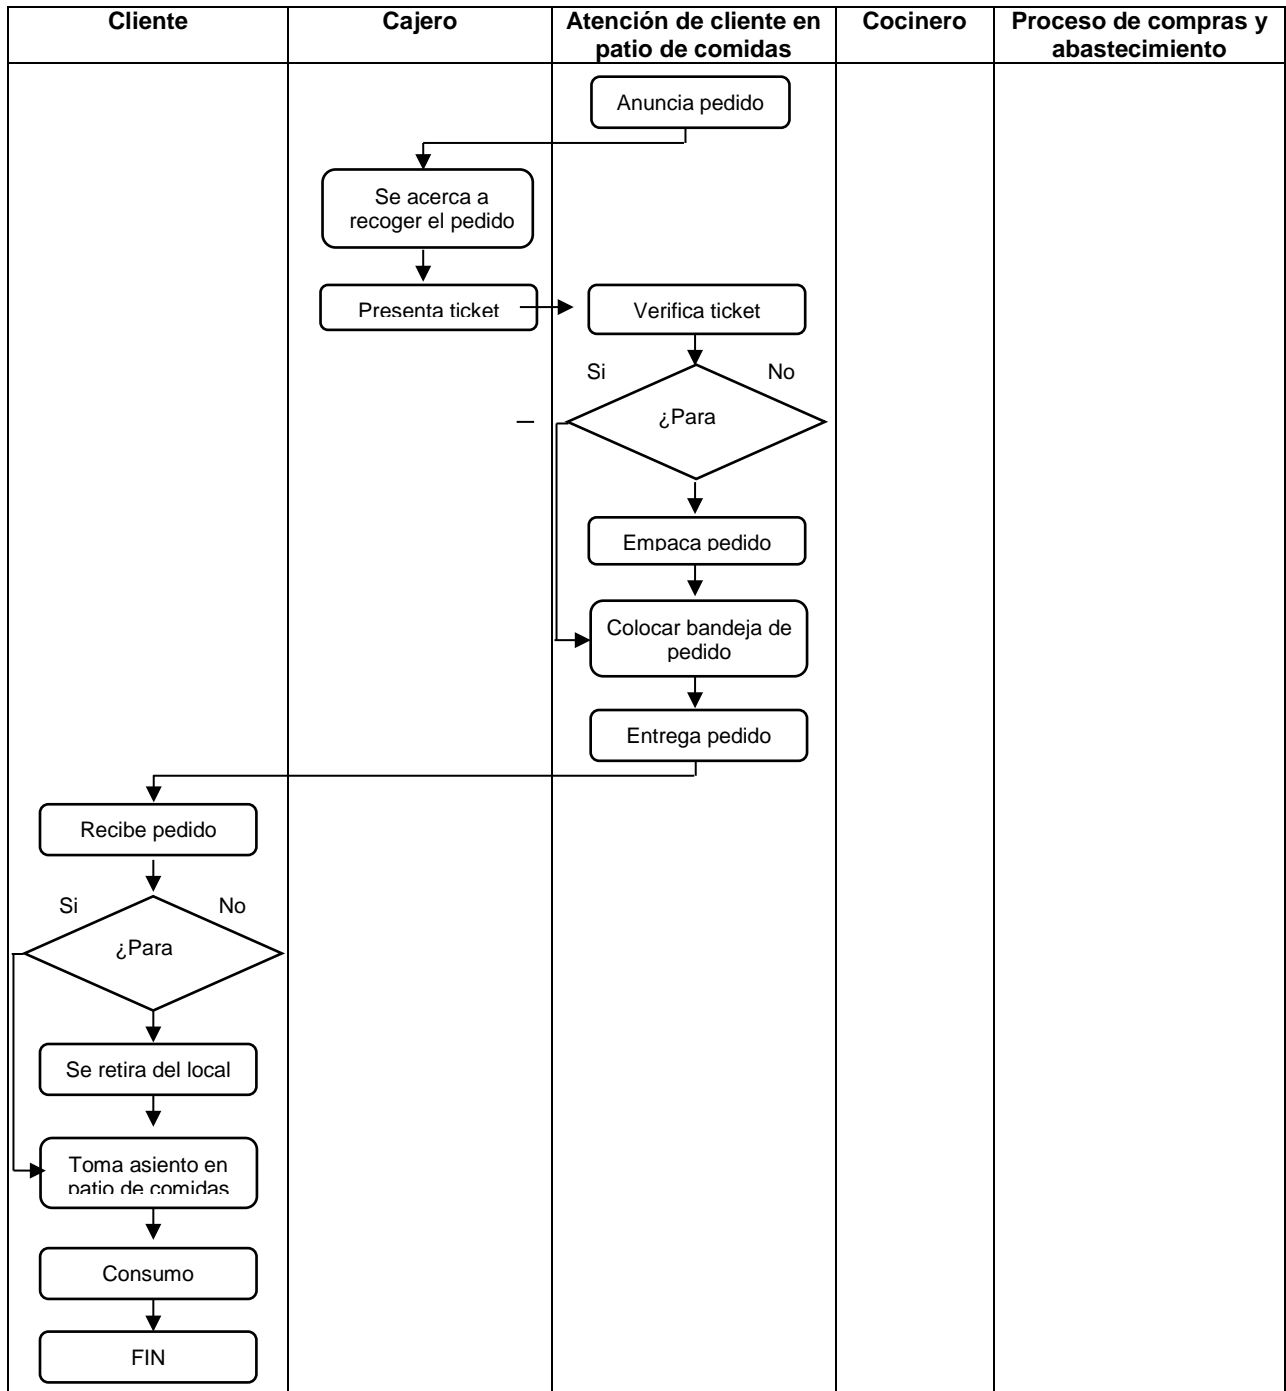 Cliente
Cajero
Atención de cliente en
patio de comidas
Cocinero
Proceso de compras y
abastecimiento
Anuncia pedido
Se acerca a
recoger el pedido
Presenta ticket
Verifica ticket
Si
No
¿Para
Empaca pedido
Colocar bandeja de
pedido
Entrega pedido
Recibe pedido
Si
No
¿Para
Se retira del local
Toma asiento en
patio de comidas
Consumo
FIN